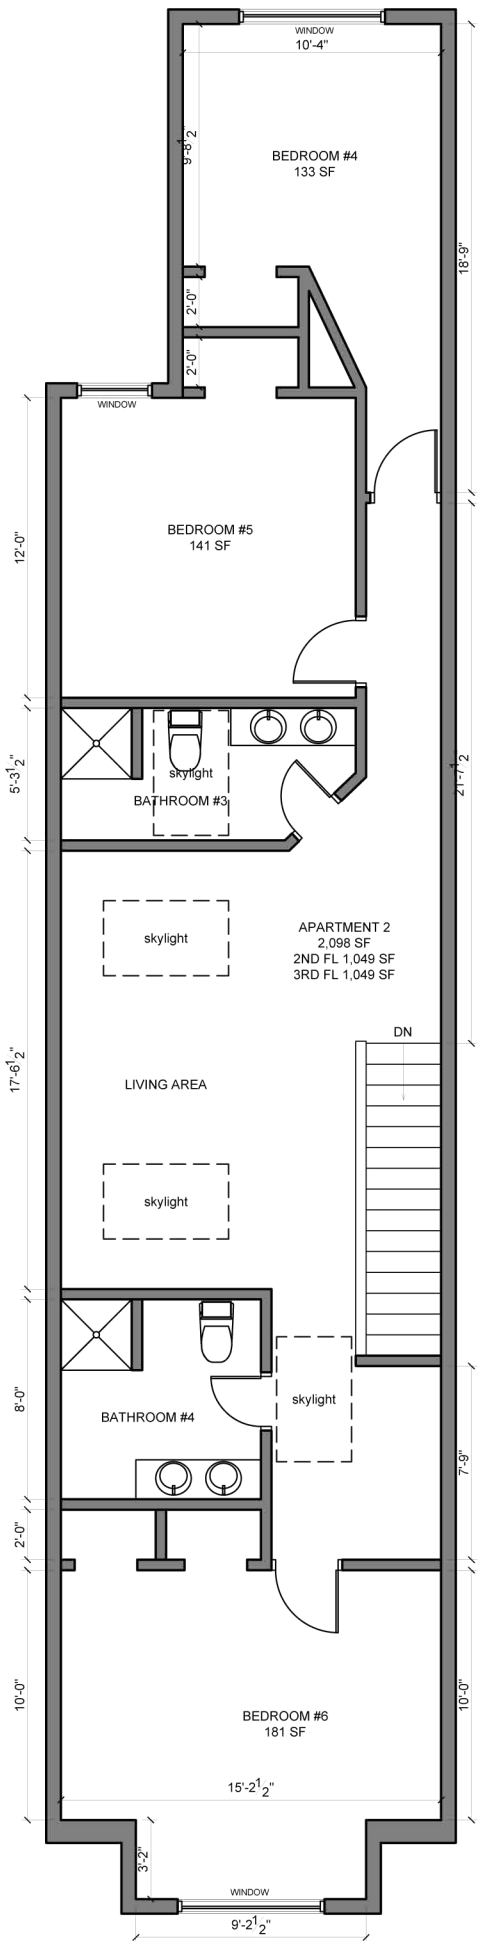 WINDOW
10'-4"
9'-8 1/2"
BEDROOM #4
133 SF
18'-9"
2'-0"
2'-0"
WINDOW
BEDROOM #5
141 SF
12'-0"
5'-3 1/2"
skylight
BATHROOM #3
21'-7 1/2"
skylight
APARTMENT 2
2,098 SF
2ND FL 1,049 SF
3RD FL 1,049 SF
DN
17'-6 1/2"
LIVING AREA
skylight
skylight
8'-0"
BATHROOM #4
7'-9"
2'-0"
10'-0"
BEDROOM #6
181 SF
10'-0"
15'-2 1/2"
3'-2"
WINDOW
9'-2 1/2"